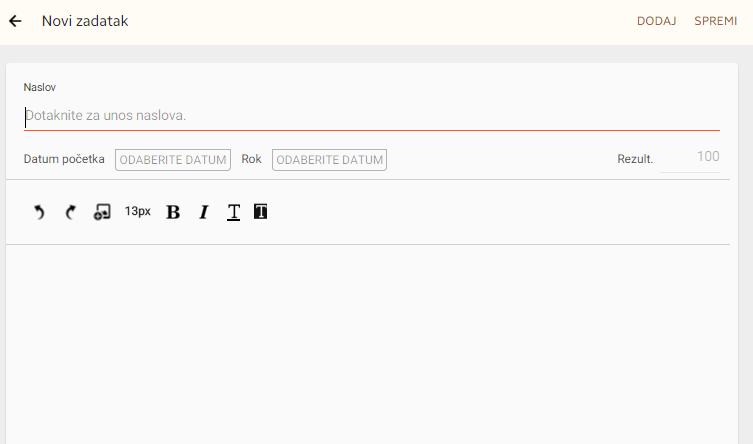 Novi zadatak DODAJ SPREMI
Naslov
Dotaknite za unos naslova.
Datum početka ODABERITE DATUM Rok ODABERITE DATUM Rezult. 100
13px B I T T